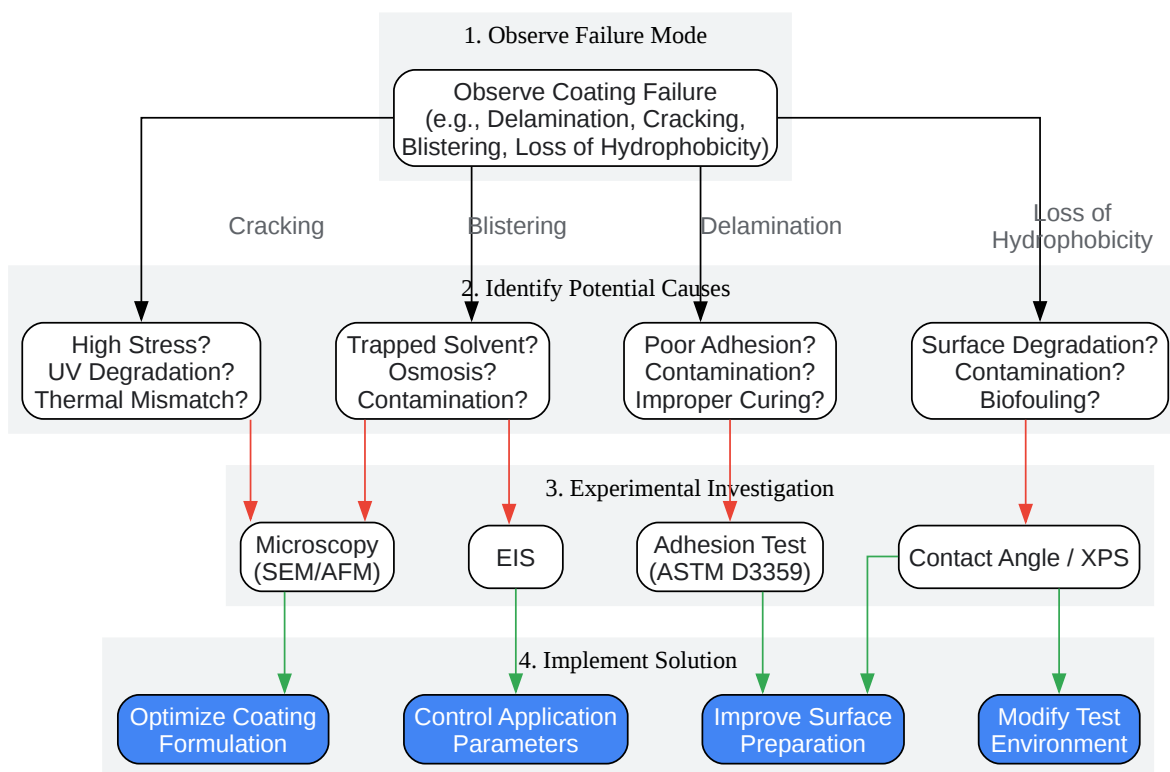 1. Observe Failure Mode
Observe Coating Failure
(e.g., Delamination, Cracking,
Blistering, Loss of Hydrophobicity)
Cracking
Blistering
Delamination
Loss of
Hydrophobicity
2. Identify Potential Causes
High Stress?
UV Degradation?
Thermal Mismatch?
Trapped Solvent?
Osmosis?
Contamination?
Poor Adhesion?
Contamination?
Improper Curing?
Surface Degradation?
Contamination?
Biofouling?
3. Experimental Investigation
Microscopy
(SEM/AFM)
EIS
Adhesion Test
(ASTM D3359)
Contact Angle / XPS
4. Implement Solution
Optimize Coating
Formulation
Control Application
Parameters
Improve Surface
Preparation
Modify Test
Environment